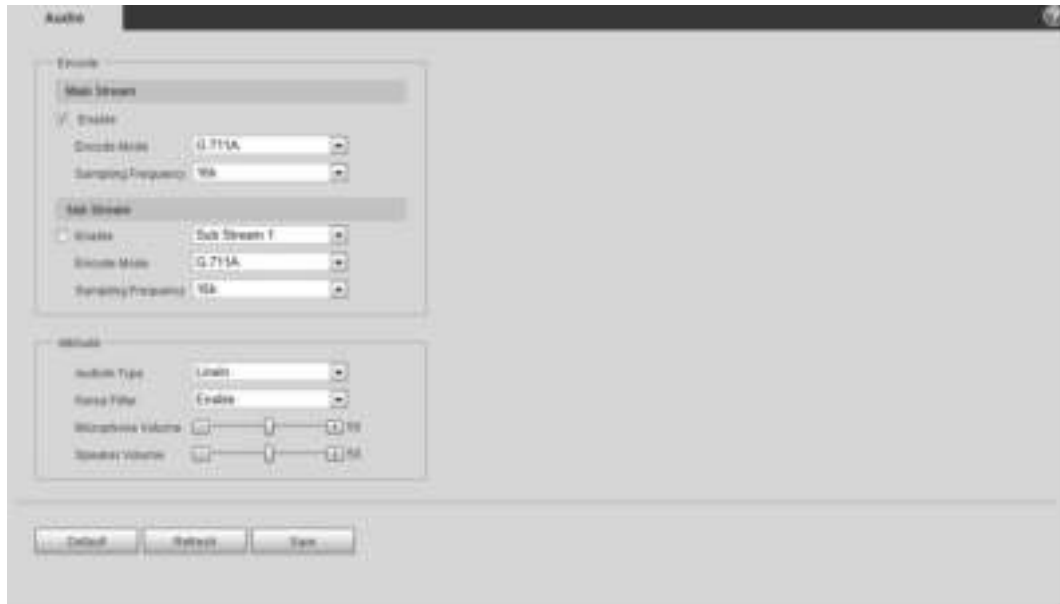 Audio
Encode
Main Stream
Enable
Encode Mode G.711A
Sampling Frequency 16k
Sub Stream
Enable Sub Stream 1
Encode Mode G.711A
Sampling Frequency 16k
Attribute
AudioIn Type LineIn
Noise Filter Enable
Microphone Volume 50
Speaker Volume 50
Default Refresh Save